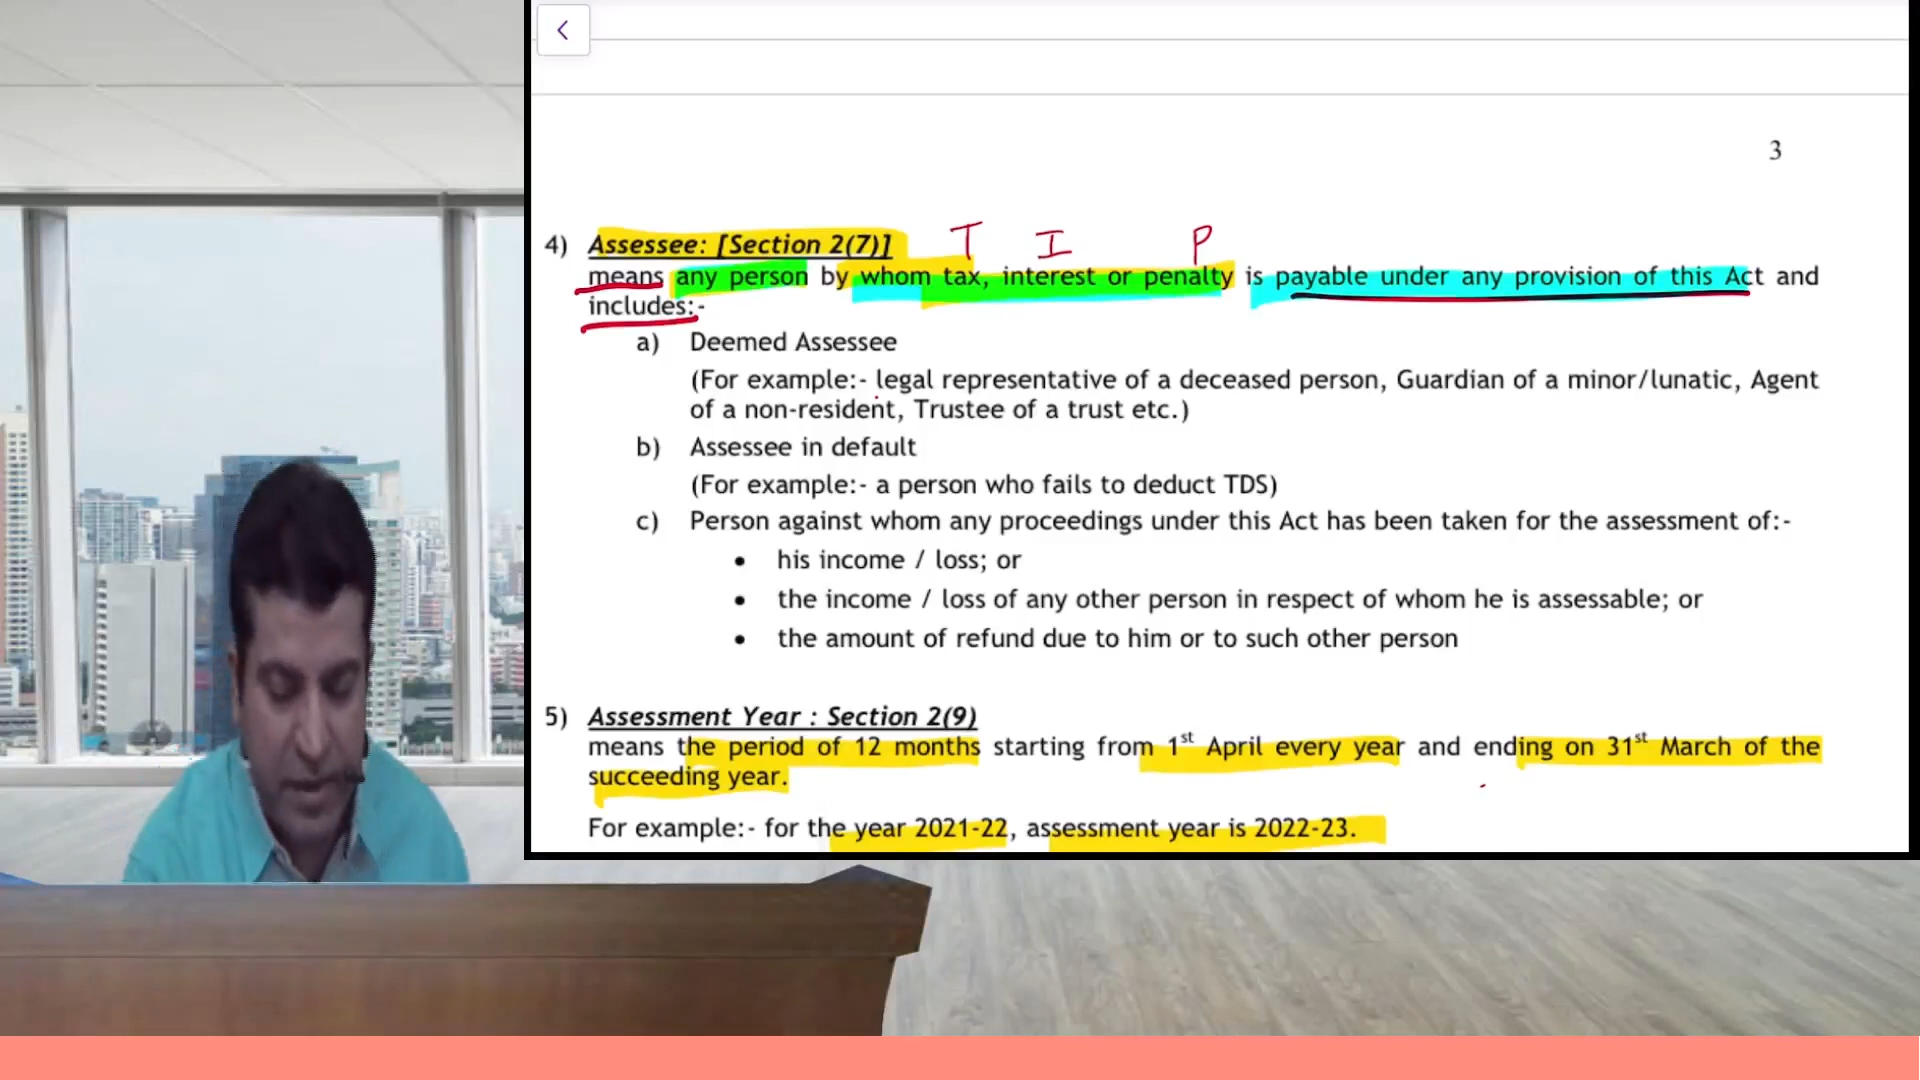 3
4) Assessee: [Section 2(7)] T I P
means any person by whom tax, interest or penalty is payable under any provision of this Act and
includes:-
a) Deemed Assessee
(For example:- legal representative of a deceased person, Guardian of a minor/lunatic, Agent
of a non-resident, Trustee of a trust etc.)
b) Assessee in default
(For example:- a person who fails to deduct TDS)
c) Person against whom any proceedings under this Act has been taken for the assessment of:-
• his income / loss; or
• the income / loss of any other person in respect of whom he is assessable; or
• the amount of refund due to him or to such other person
5) Assessment Year : Section 2(9)
means the period of 12 months starting from 1st April every year and ending on 31st March of the
succeeding year.
For example:- for the year 2021-22, assessment year is 2022-23.